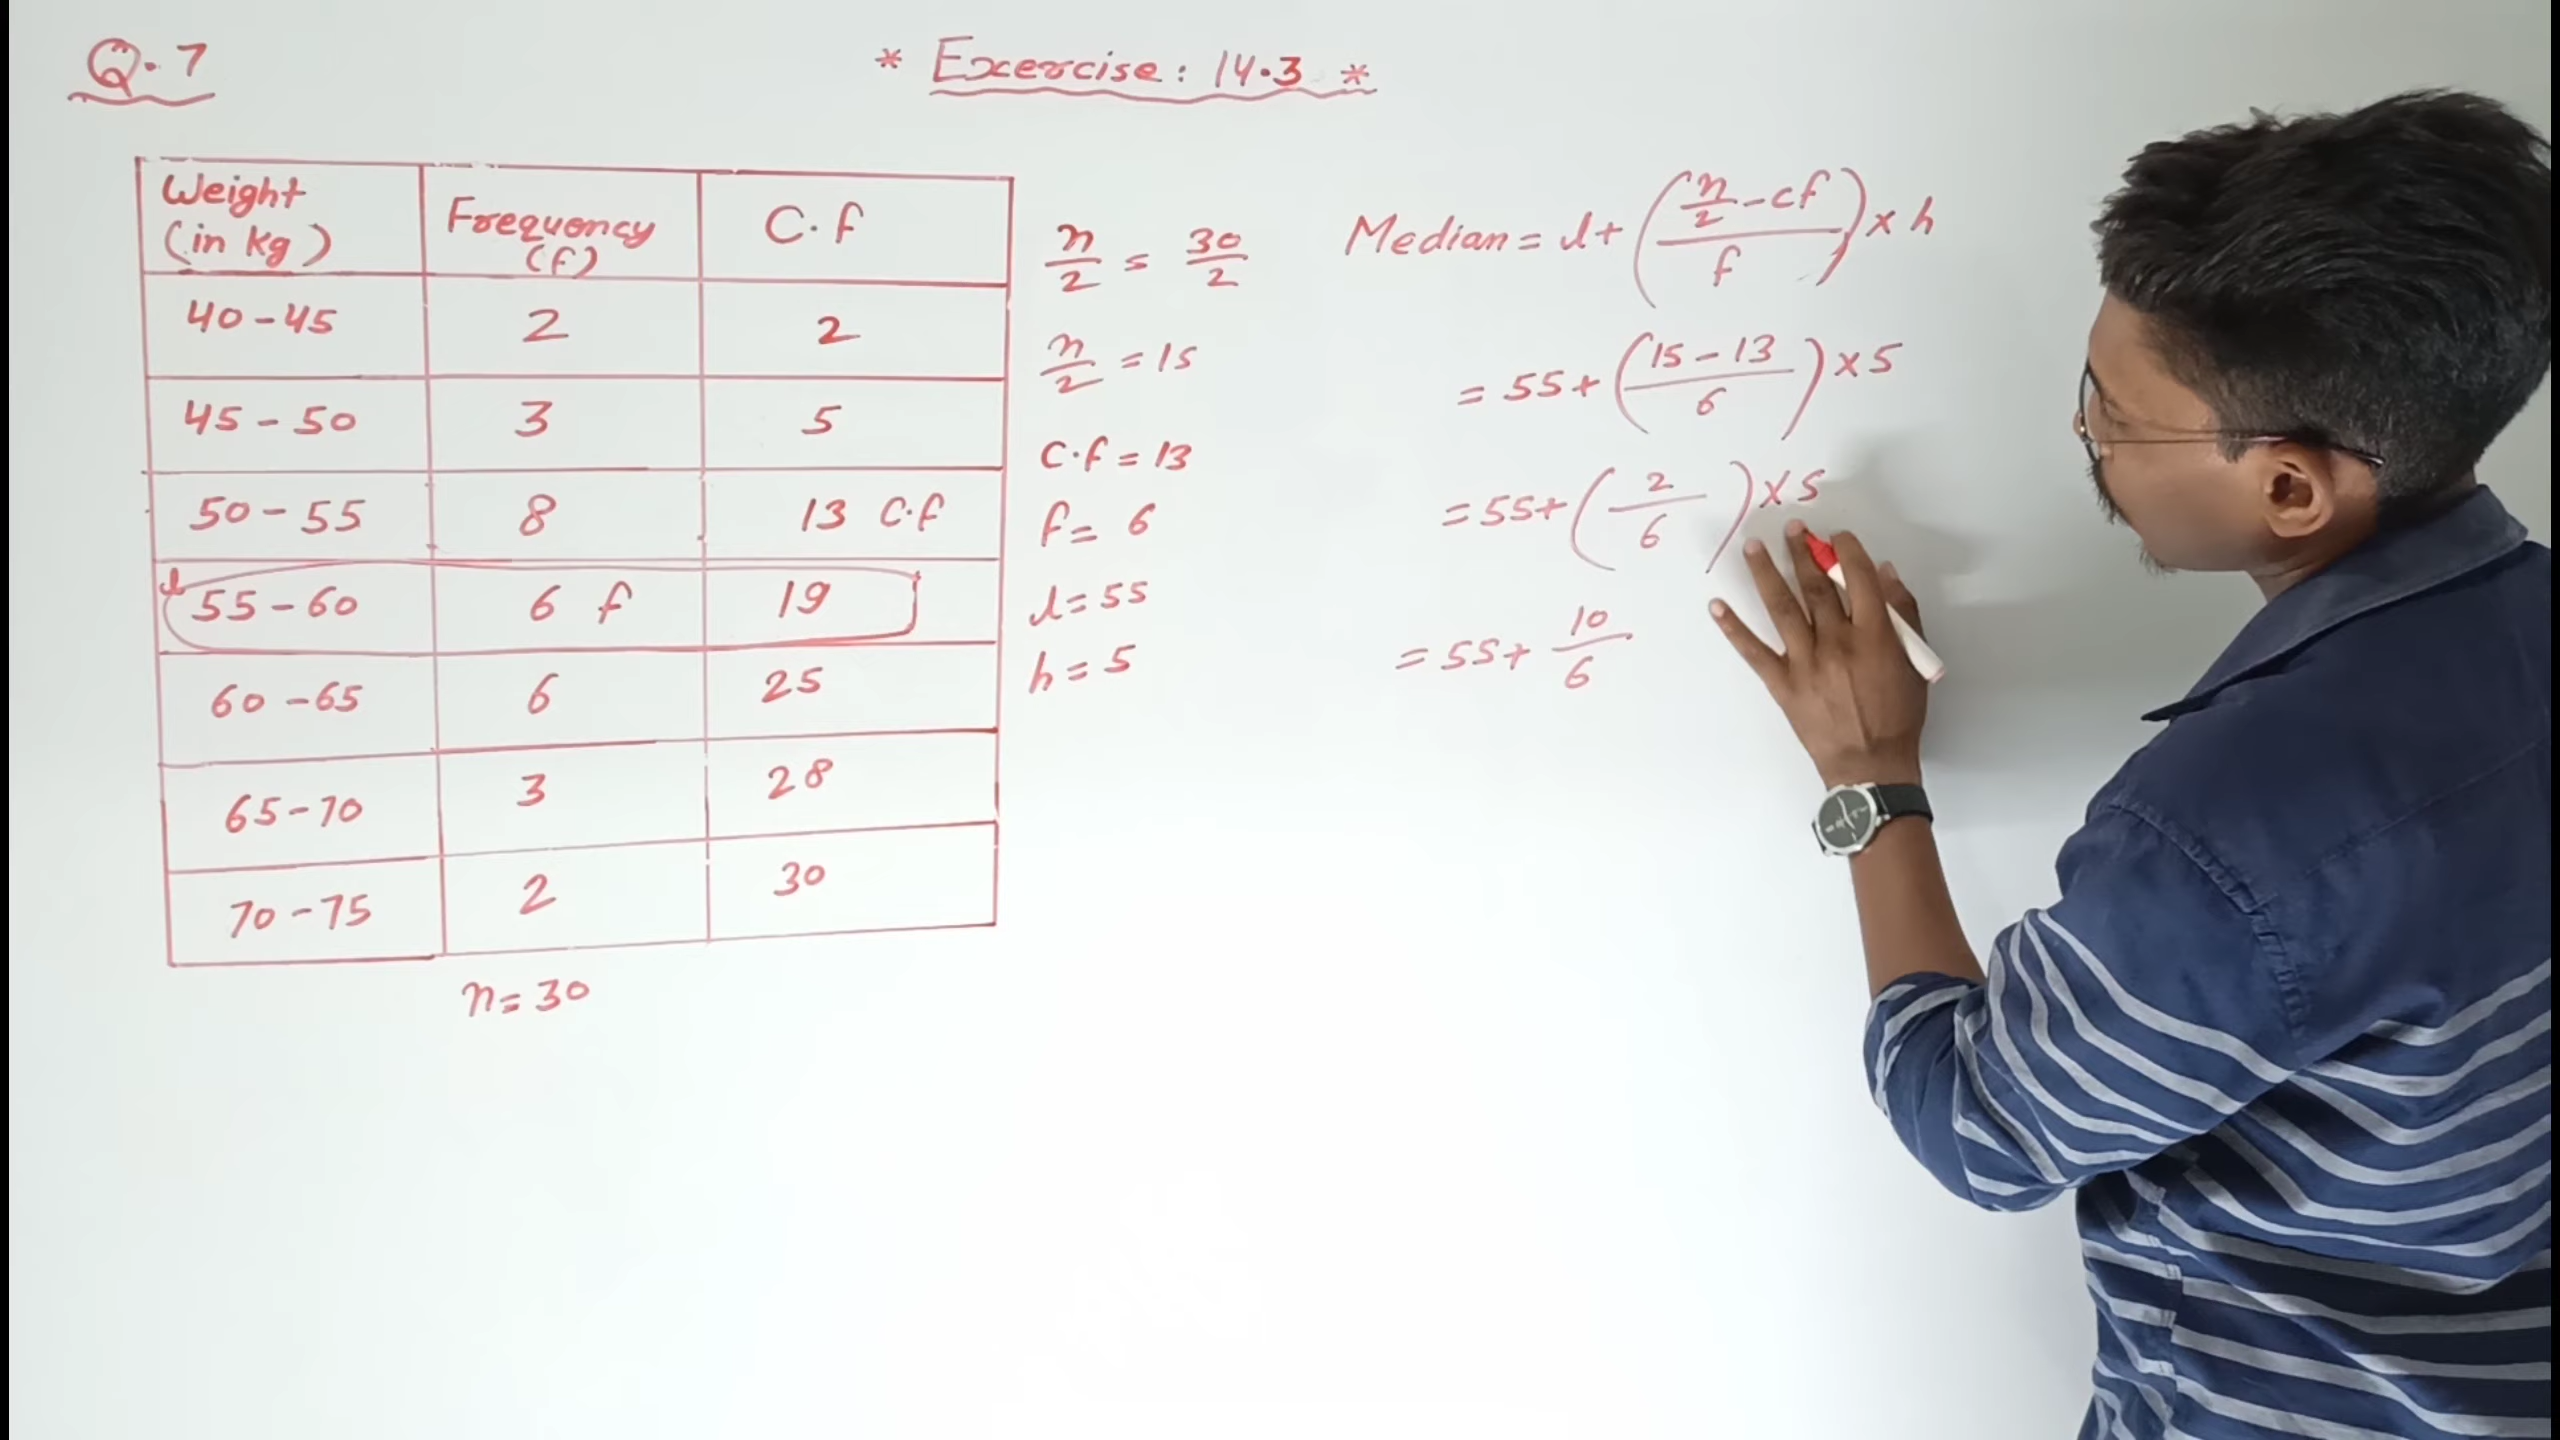 Q.7
* Excercise: 14.3 *
Weight (in kg) Frequency (f) C.f
40-45 2 2
45-50 3 5
50-55 8 13 C.f
l 55-60 6 f 19
60-65 6 25
65-70 3 28
70-75 2 30
n=30
n/2 = 30/2
n/2 = 15
C.f = 13
f = 6
l = 55
h = 5
Median = l+ ((n/2 - cf)/f) × h
= 55+ ((15-13)/6) × 5
= 55+ (2/6) × 5
= 55+ 10/6